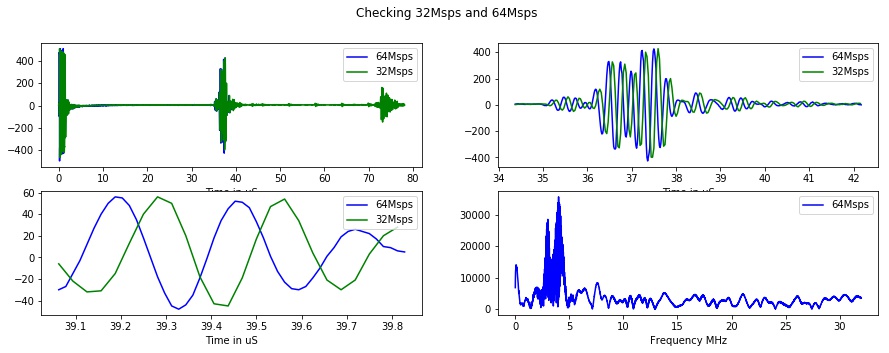 Checking 32Msps and 64Msps
400
200
0
−200
−400
0 10 20 30 40 50 60 70 80
Time in uS
64Msps
32Msps
400
200
0
−200
−400
34 35 36 37 38 39 40 41 42
Time in uS
64Msps
32Msps
60
40
20
0
−20
−40
39.1 39.2 39.3 39.4 39.5 39.6 39.7 39.8
Time in uS
64Msps
32Msps
30000
20000
10000
0
0 5 10 15 20 25 30
Frequency MHz
64Msps